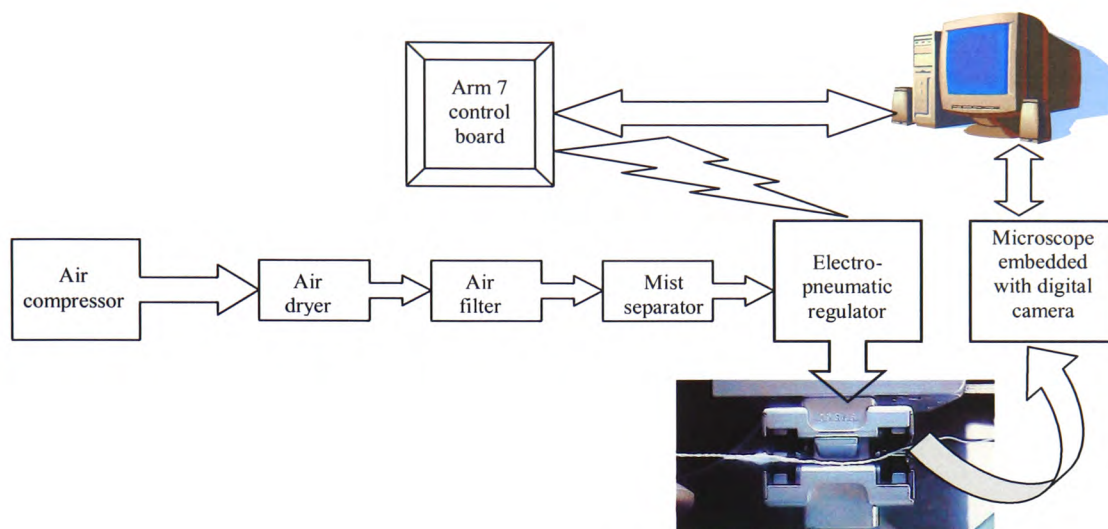 Arm 7
control
board
Air
compressor
Air
dryer
Air
filter
Mist
separator
Electro-
pneumatic
regulator
Microscope
embedded
with digital
camera